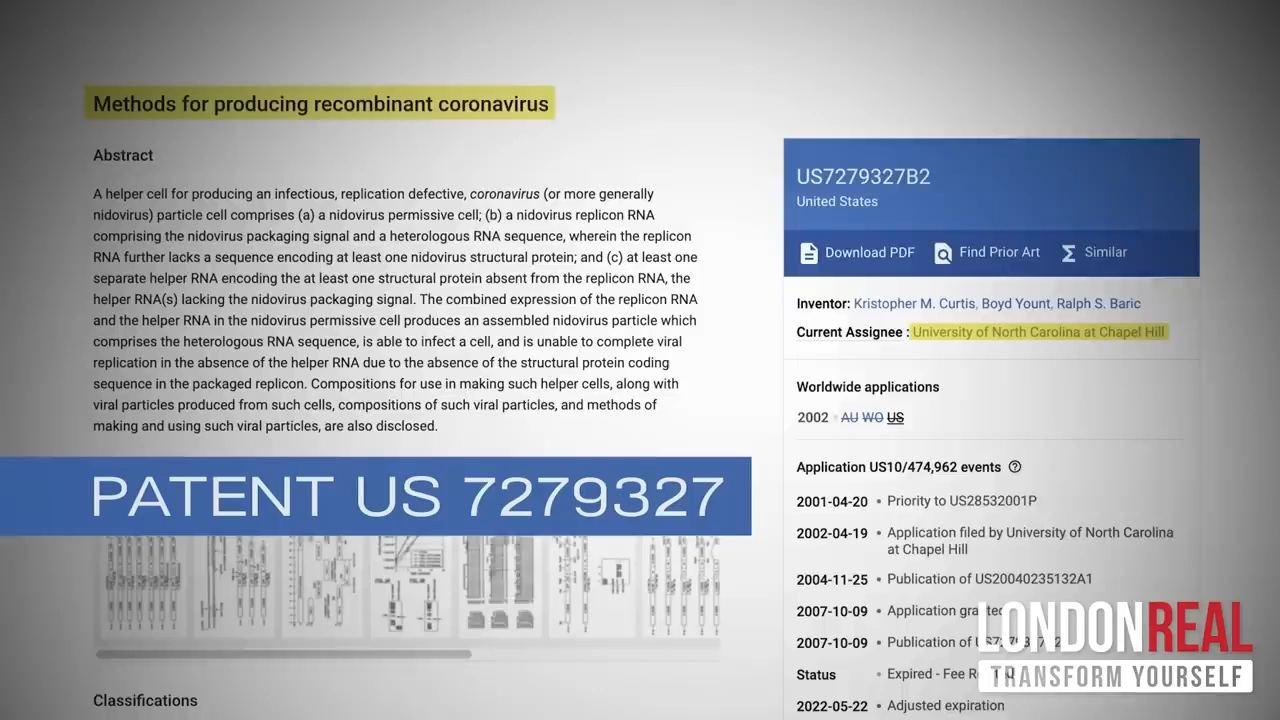 Methods for producing recombinant coronavirus
Abstract
A helper cell for producing an infectious, replication defective, coronavirus (or more generally
nidovirus) particle cell comprises (a) a nidovirus permissive cell; (b) a nidovirus replicon RNA
comprising the nidovirus packaging signal and a heterologous RNA sequence, wherein the replicon
RNA further lacks a sequence encoding at least one nidovirus structural protein; and (c) at least one
separate helper RNA encoding the at least one structural protein absent from the replicon RNA, the
helper RNA(s) lacking the nidovirus packaging signal. The combined expression of the replicon RNA
and the helper RNA in the nidovirus permissive cell produces an assembled nidovirus particle which
comprises the heterologous RNA sequence, is able to infect a cell, and is unable to complete viral
replication in the absence of the helper RNA due to the absence of the structural protein coding
sequence in the packaged replicon. Compositions for use in making such helper cells, along with
viral particles produced from such cells, compositions of such viral particles, and methods of
making and using such viral particles, are also disclosed.
PATENT US 7279327
Classifications
US7279327B2
United States
Download PDF Find Prior Art Similar
Inventor: Kristopher M. Curtis, Boyd Yount, Ralph S. Baric
Current Assignee : University of North Carolina at Chapel Hill
Worldwide applications
2002 • AU WO US
Application US10/474,962 events
2001-04-20 • Priority to US28532001P
2002-04-19 • Application filed by University of North Carolina
at Chapel Hill
2004-11-25 • Publication of US20040235132A1
2007-10-09 • Application granted
2007-10-09 • Publication of
Status • Expired - Fee
2022-05-22 • Adjusted expiration
LONDONREAL
TRANSFORM YOURSELF